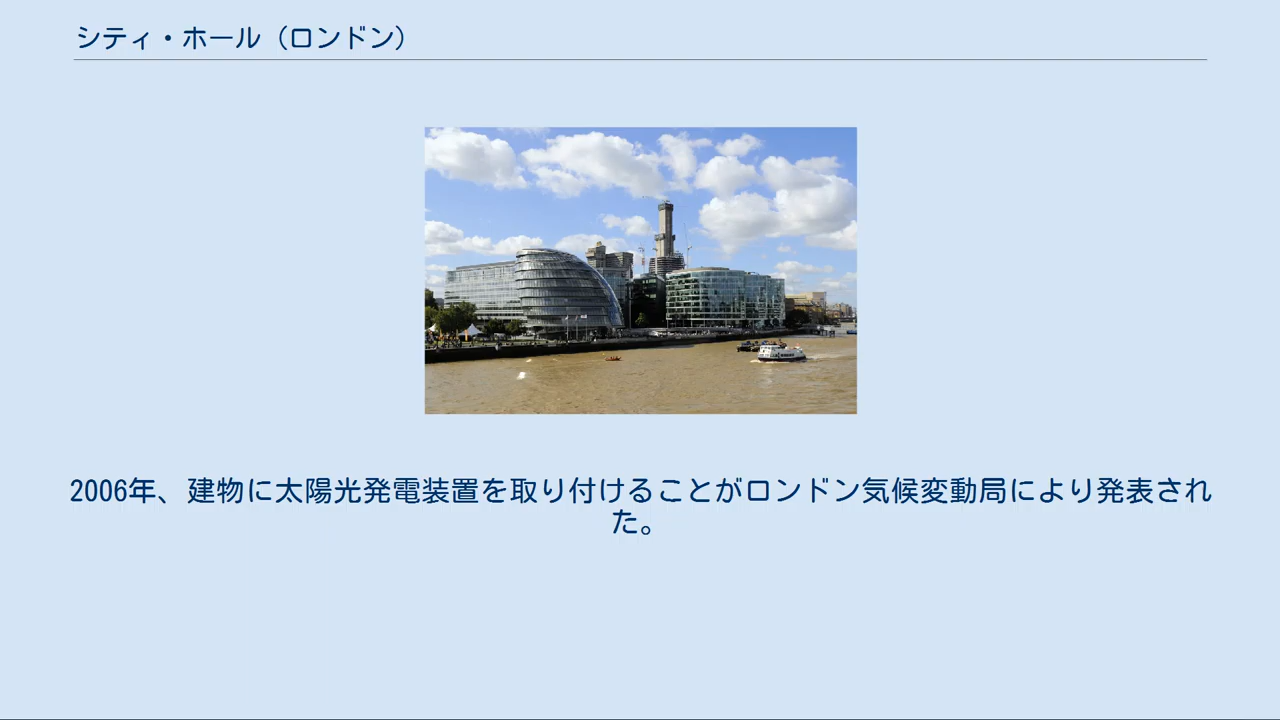 シティ・ホール（ロンドン）
2006年、建物に太陽光発電装置を取り付けることがロンドン気候変動局により発表され
た。